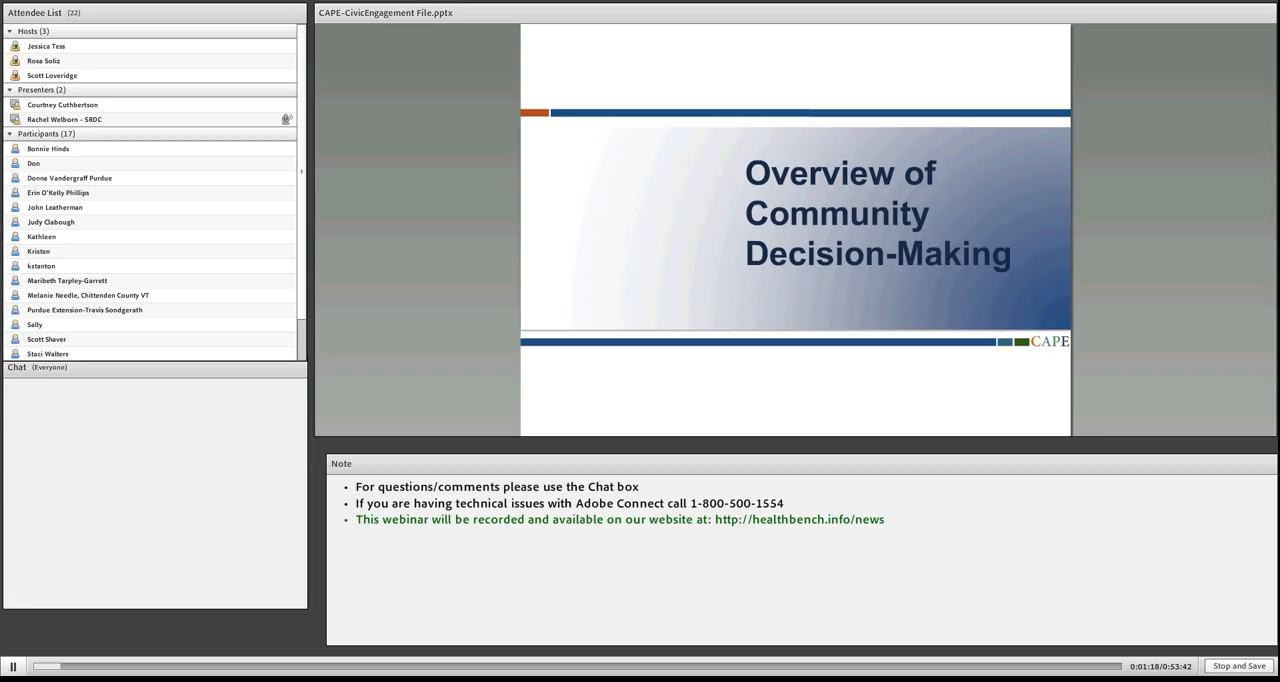 Attendee List (22)
Hosts (3)
Jessica Tess
Rosa Soliz
Scott Loveridge
Presenters (2)
Courtney Cuthbertson
Rachel Welborn - SRDC
Participants (17)
Bonnie Hinds
Don
Donna Vandergraff Purdue
Erin O'Kelly Phillips
John Leatherman
Judy Clabough
Kathleen
Kristen
kstanton
Maribeth Tarpley-Garrett
Melanie Needle, Chittenden County VT
Purdue Extension-Travis Sondgerath
Sally
Scott Shaver
Staci Walters
Chat (Everyone)
CAPE-CivicEngagement File.pptx
Overview of
Community
Decision-Making
CAPE
Note
• For questions/comments please use the Chat box
• If you are having technical issues with Adobe Connect call 1-800-500-1554
• This webinar will be recorded and available on our website at: http://healthbench.info/news
0:01:18/0:53:42
Stop and Save